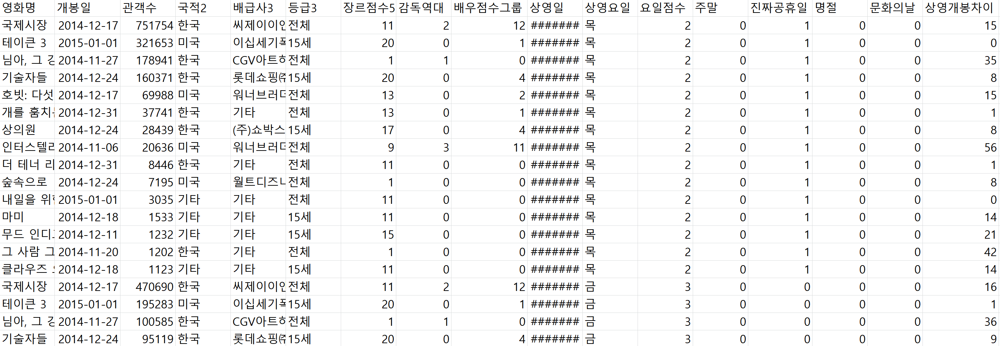 영화명 개봉일 관객수 국적2 배급사3 등급3 장르점수5 감독역대 배우점수그룹 상영일 상영요일 요일점수 주말 진짜공휴일 명절 문화의날 상영개봉차이
국제시장 2014-12-17 751754 한국 씨제이이인 전체 11 2 12 ####### 목 2 0 1 0 0 15
테이큰 3 2015-01-01 321653 미국 이십세기폭 15세 20 0 1 ####### 목 2 0 1 0 0 0
님아, 그 강 2014-11-27 178941 한국 CGV아트하 전체 1 1 0 ####### 목 2 0 1 0 0 35
기술자들 2014-12-24 160371 한국 롯데쇼핑㈜ 15세 20 0 4 ####### 목 2 0 1 0 0 8
호빗: 다섯 2014-12-17 69988 미국 워너브러더 전체 13 0 2 ####### 목 2 0 1 0 0 15
개를 훔치는 2014-12-31 37741 한국 기타 전체 13 0 1 ####### 목 2 0 1 0 0 1
상의원 2014-12-24 28439 한국 (주)쇼박스 15세 17 0 4 ####### 목 2 0 1 0 0 8
인터스텔라 2014-11-06 20636 미국 워너브러더 전체 9 3 11 ####### 목 2 0 1 0 0 56
더 테너 리 2014-12-31 8446 한국 기타 전체 11 0 0 ####### 목 2 0 1 0 0 1
숲속으로 2014-12-24 7195 미국 월트디즈니 전체 1 0 0 ####### 목 2 0 1 0 0 8
내일을 위한 2015-01-01 3035 기타 기타 전체 11 0 0 ####### 목 2 0 1 0 0 0
마미 2014-12-18 1533 기타 기타 15세 11 0 0 ####### 목 2 0 1 0 0 14
무드 인디고 2014-12-11 1232 기타 기타 15세 15 0 0 ####### 목 2 0 1 0 0 21
그 사람 그 2014-11-20 1202 한국 기타 전체 1 0 0 ####### 목 2 0 1 0 0 42
클라우즈 오 2014-12-18 1123 기타 기타 15세 11 0 0 ####### 목 2 0 1 0 0 14
국제시장 2014-12-17 470690 한국 씨제이이인 전체 11 2 12 ####### 금 3 0 0 0 0 16
테이큰 3 2015-01-01 195283 미국 이십세기폭 15세 20 0 1 ####### 금 3 0 0 0 0 1
님아, 그 강 2014-11-27 100585 한국 CGV아트하 전체 1 1 0 ####### 금 3 0 0 0 0 36
기술자들 2014-12-24 95119 한국 롯데쇼핑㈜ 15세 20 0 4 ####### 금 3 0 0 0 0 9